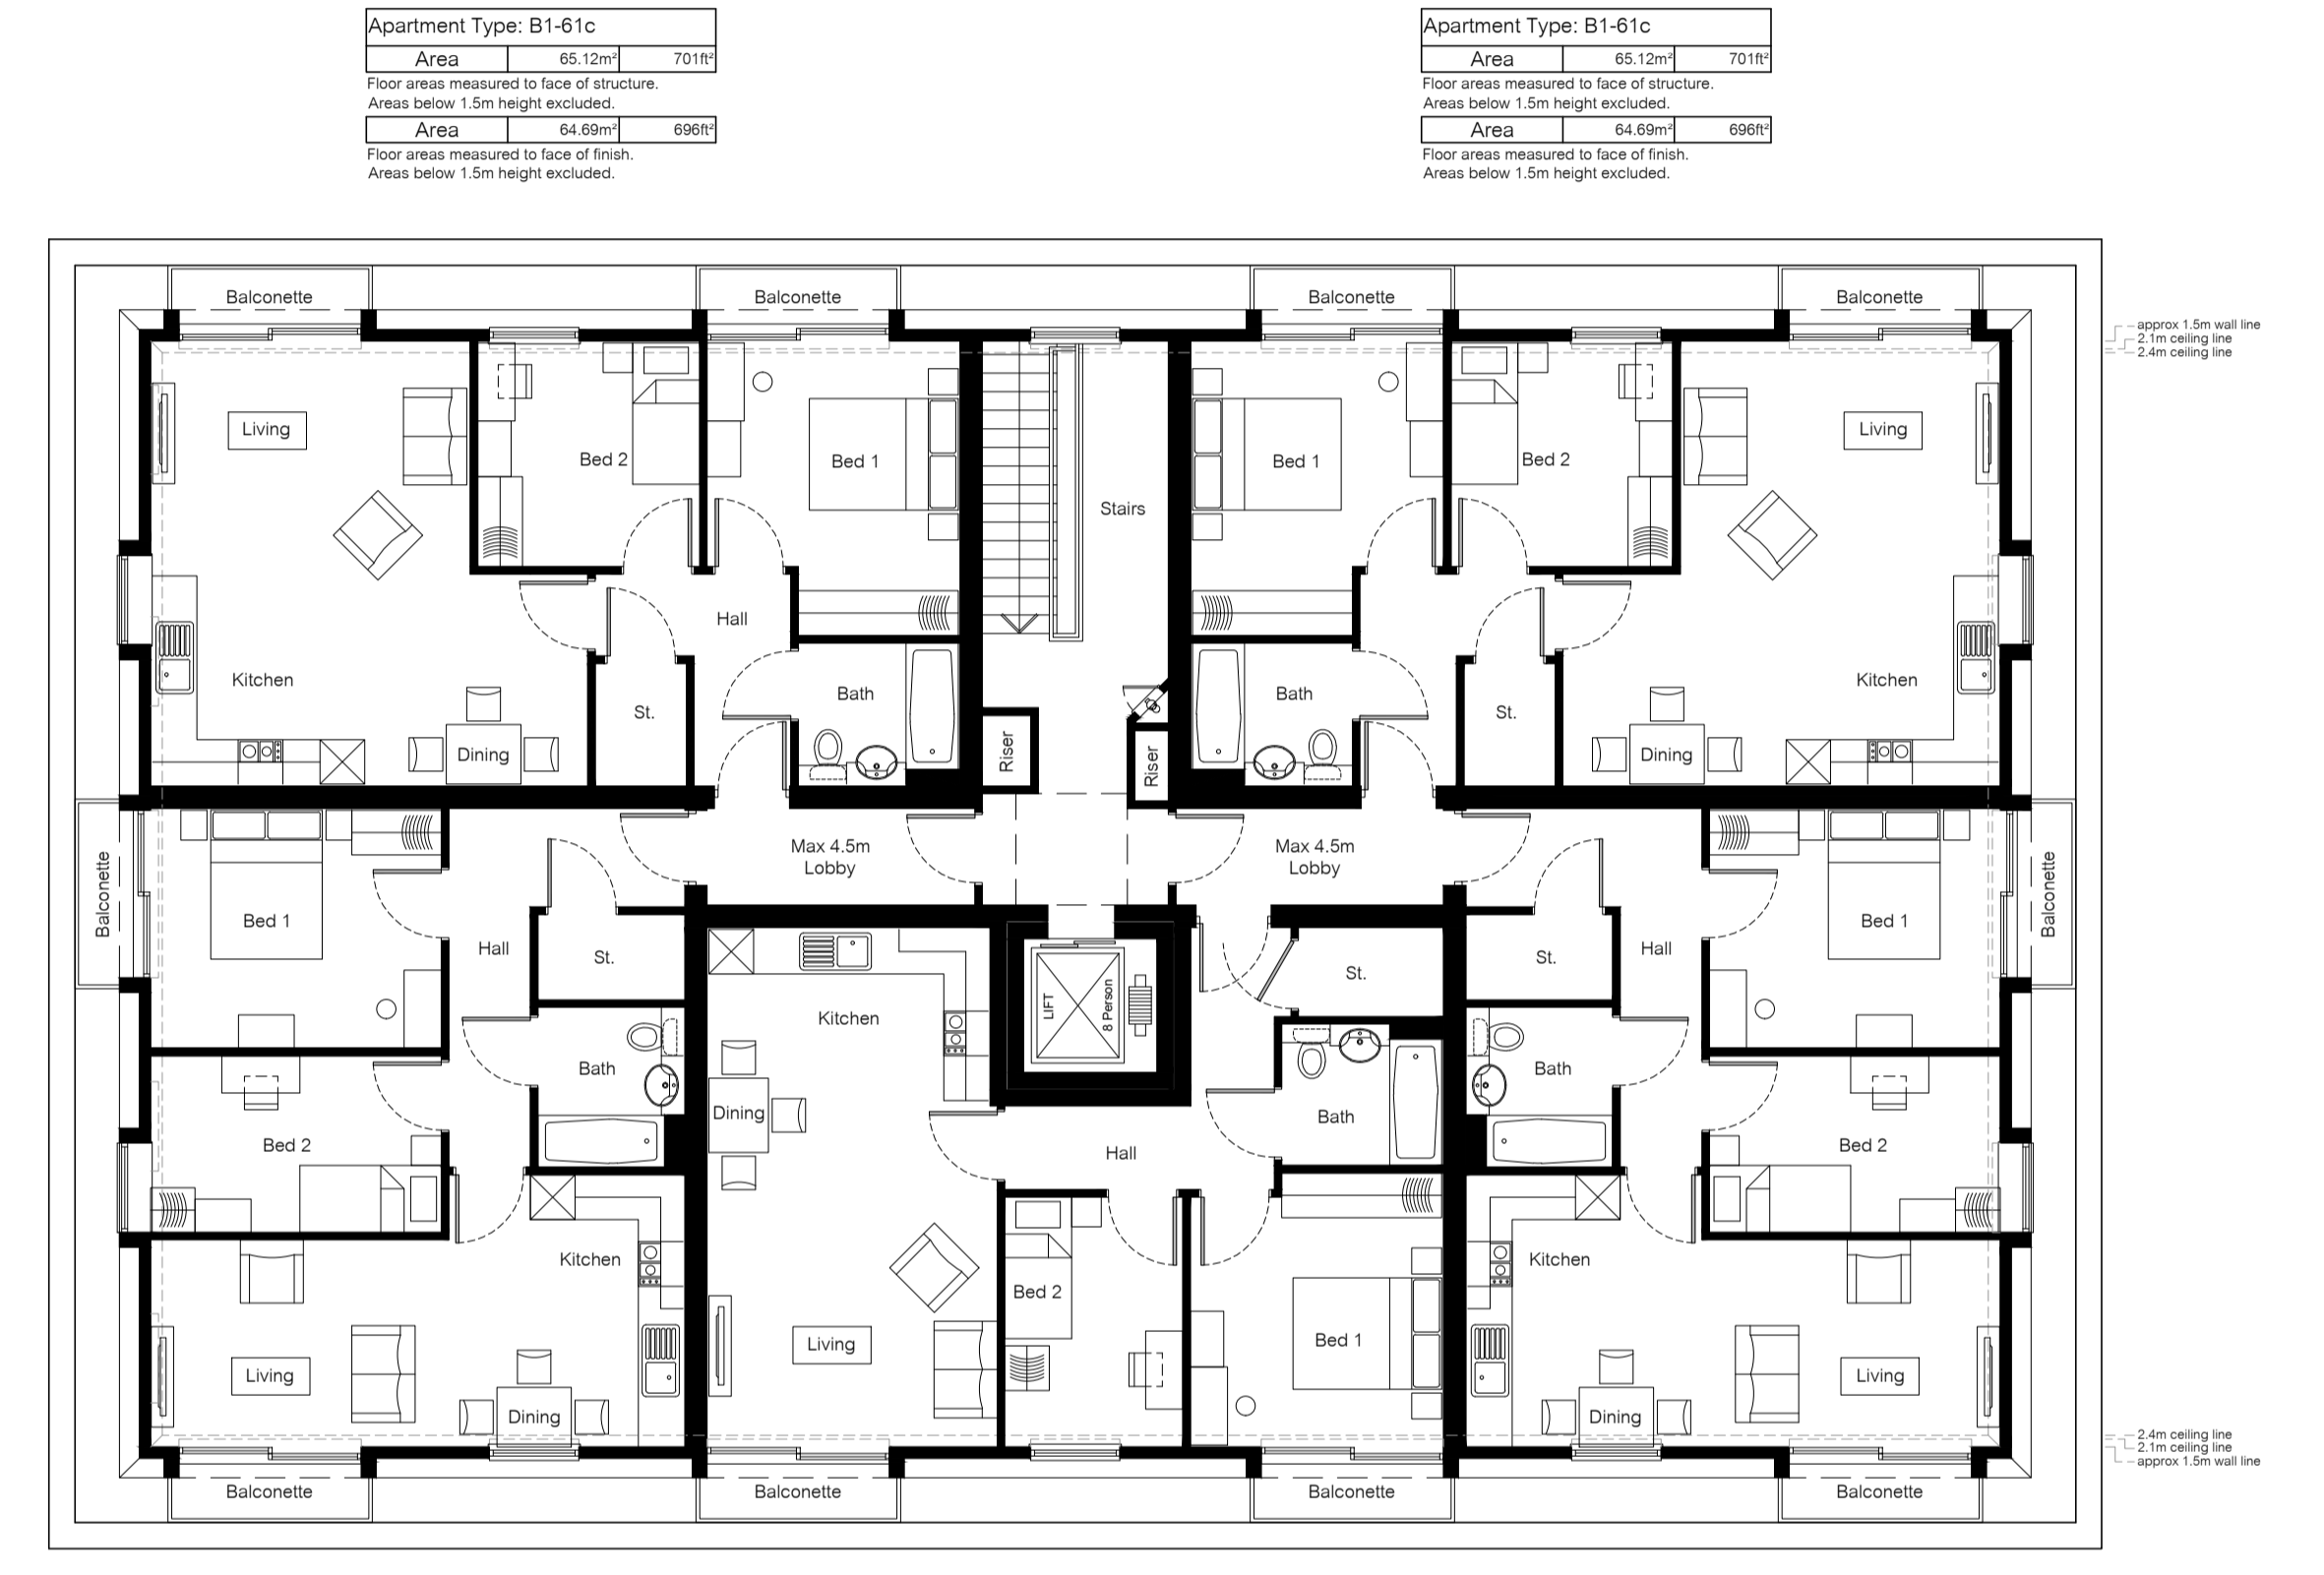 Apartment Type: B1-61c
Area 65.12m² 701ft²
Floor areas measured to face of structure.
Areas below 1.5m height excluded.
Area 64.69m² 696ft²
Floor areas measured to face of finish.
Areas below 1.5m height excluded.
Apartment Type: B1-61c
Area 65.12m² 701ft²
Floor areas measured to face of structure.
Areas below 1.5m height excluded.
Area 64.69m² 696ft²
Floor areas measured to face of finish.
Areas below 1.5m height excluded.
Balconette
Balconette
Balconette
Balconette
approx 1.5m wall line
2.1m ceiling line
2.4m ceiling line
Living
Bed 2
Bed 1
Stairs
Bed 1
Bed 2
Living
Hall
Kitchen
St.
Bath
Dining
Riser
Riser
Bath
St.
Kitchen
Dining
Balconette
Bed 1
Hall
St.
Max 4.5m
Lobby
Max 4.5m
Lobby
St.
Hall
Bed 1
Balconette
Kitchen
LIFT
8 Person
St.
Bath
Bed 2
Dining
Hall
Bath
Bath
Bed 2
Kitchen
Living
Dining
Living
Bed 2
Bed 1
Kitchen
Dining
Living
2.4m ceiling line
2.1m ceiling line
approx 1.5m wall line
Balconette
Balconette
Balconette
Balconette